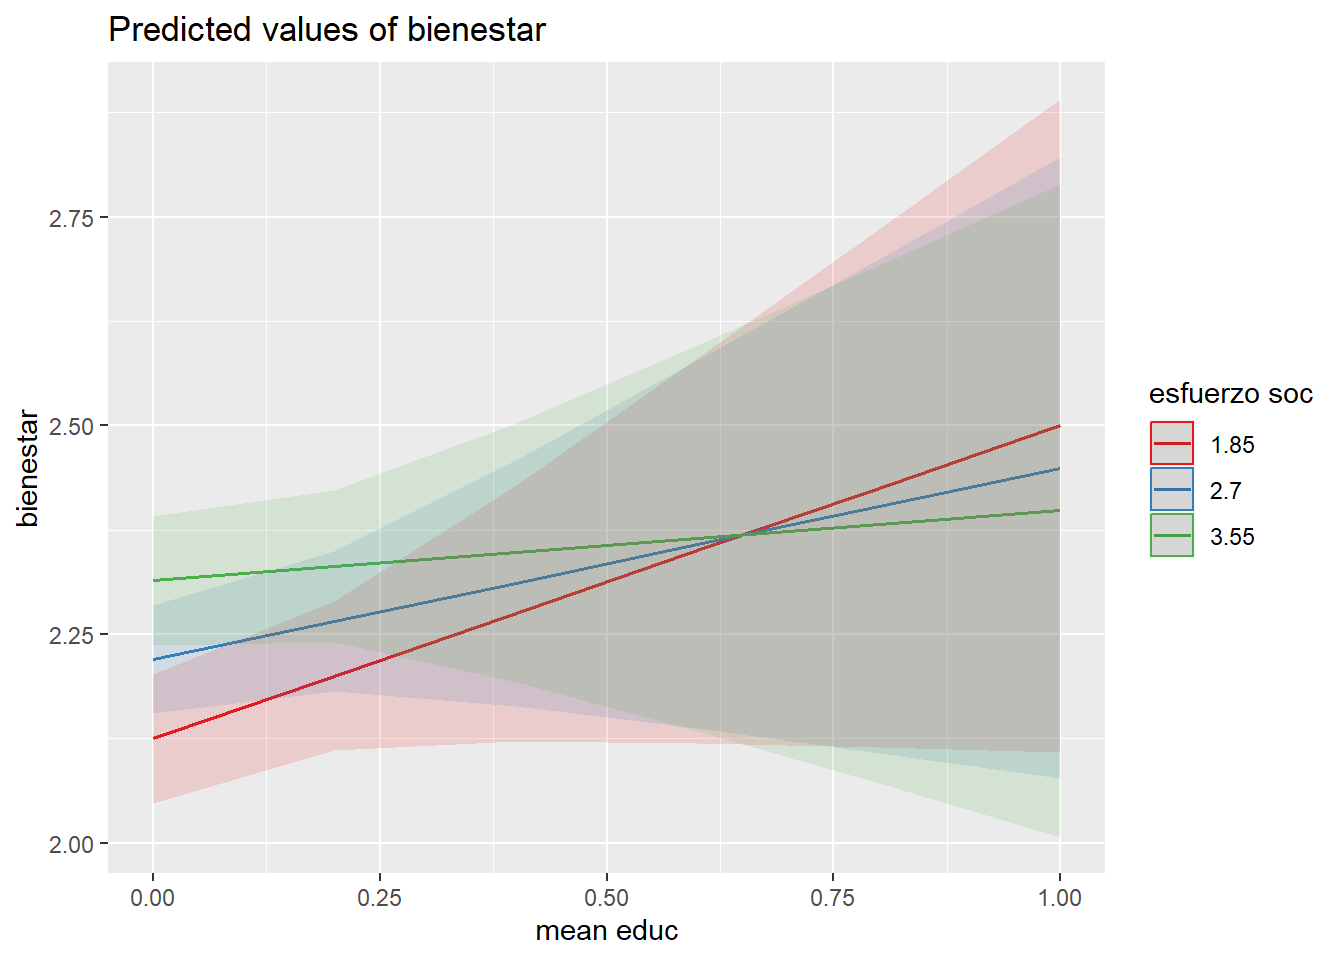 Predicted values of bienestar
bienestar
2.75
2.50
2.25
2.00
0.00 0.25 0.50 0.75 1.00
mean educ
esfuerzo soc
1.85
2.7
3.55